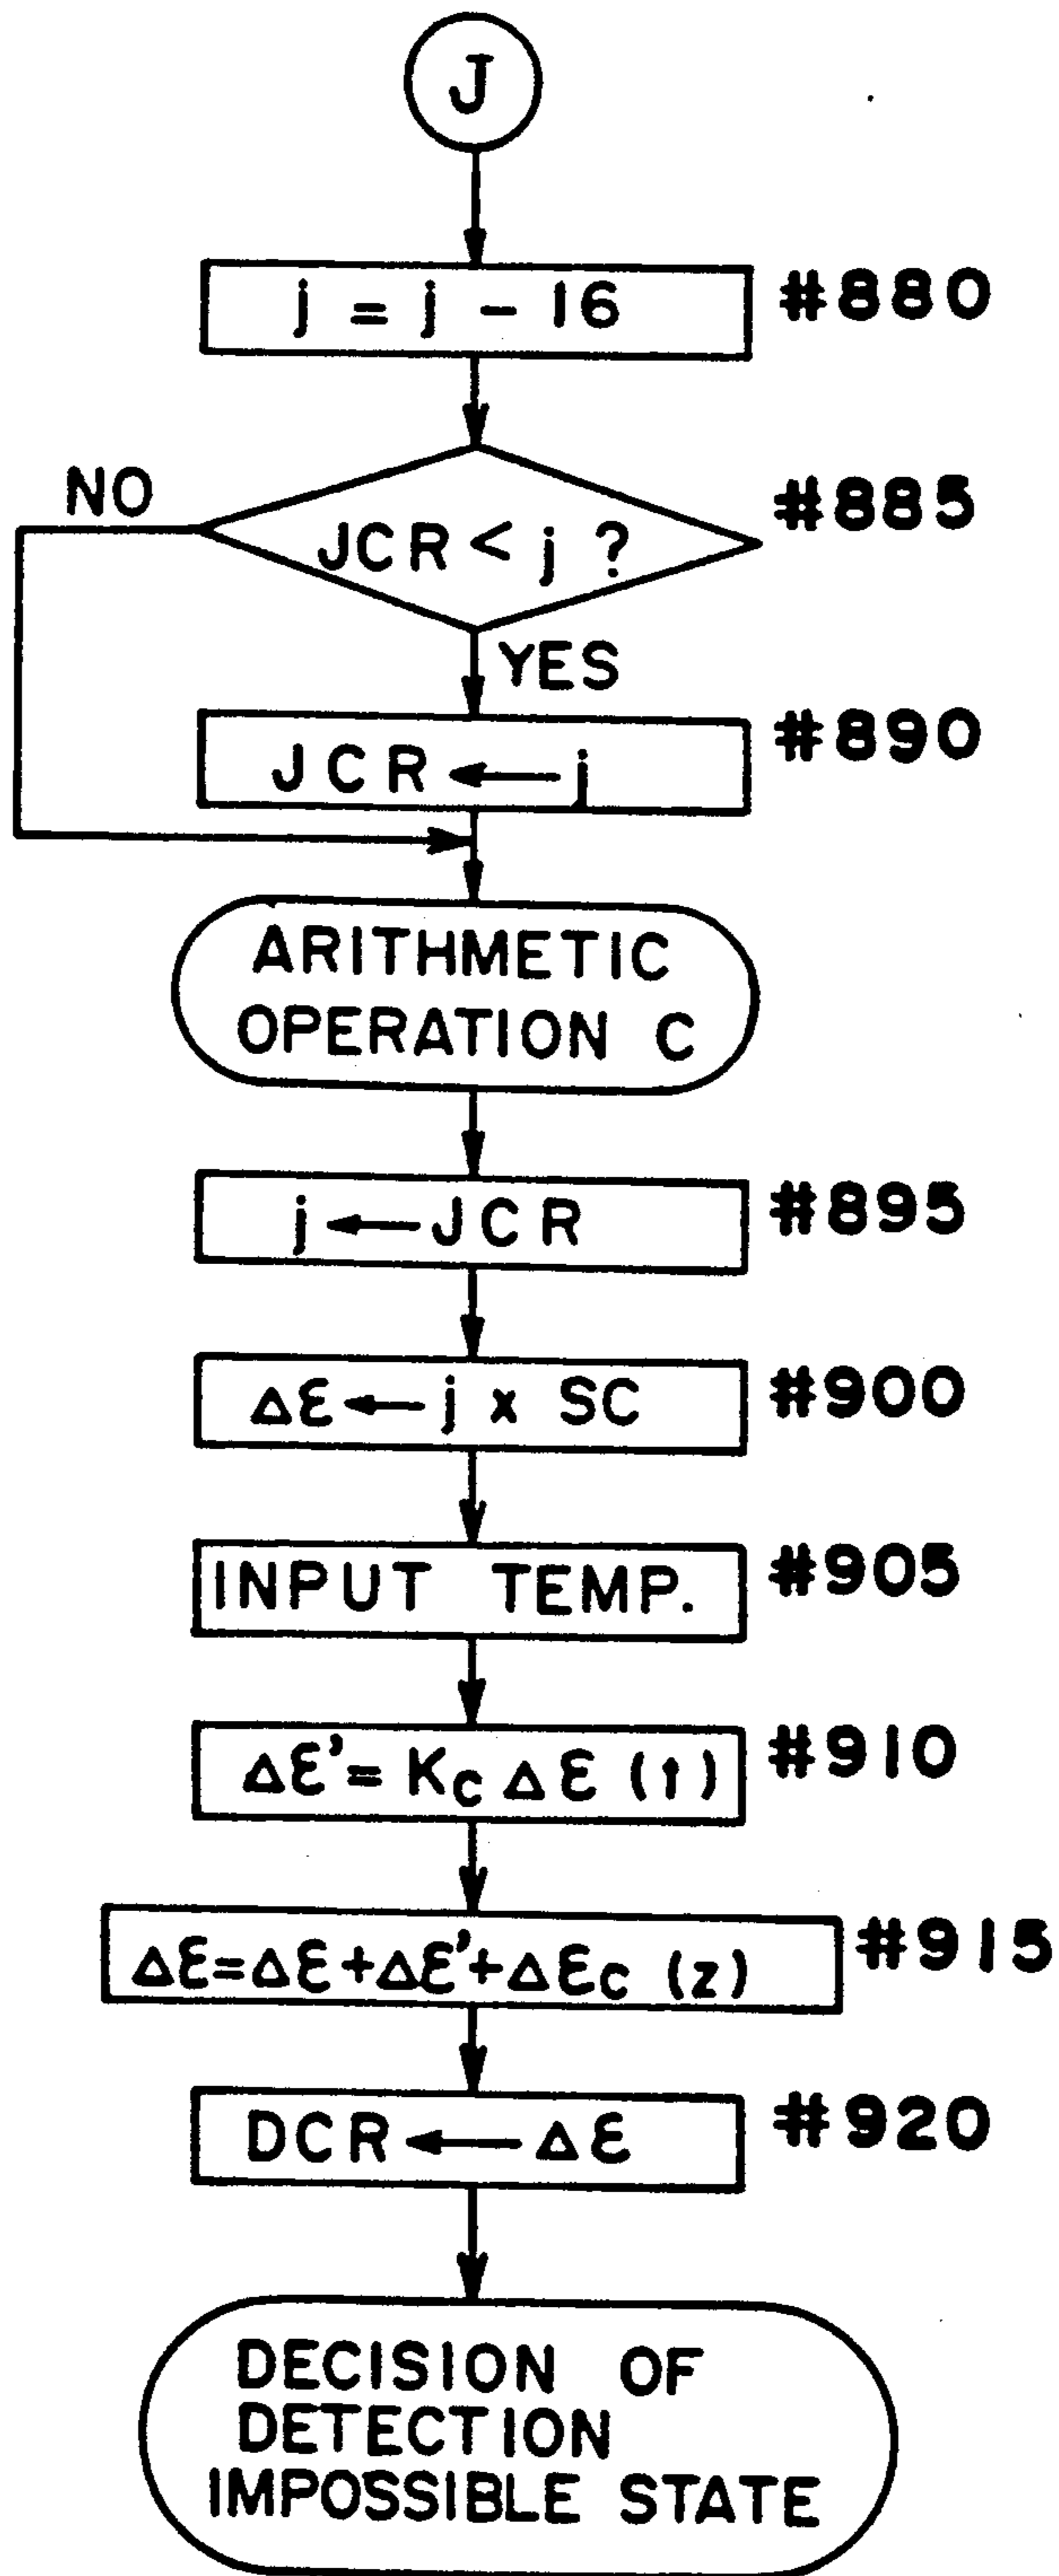 J
j = j - 16 #880
NO
JCR < j ? #885
YES
JCR ← j #890
ARITHMETIC
OPERATION C
j ← JCR #895
Δε ← j x SC #900
INPUT TEMP. #905
Δε' = Kc Δε (t) #910
Δε=Δε+Δε'+Δεc (z) #915
DCR ← Δε #920
DECISION OF
DETECTION
IMPOSSIBLE STATE